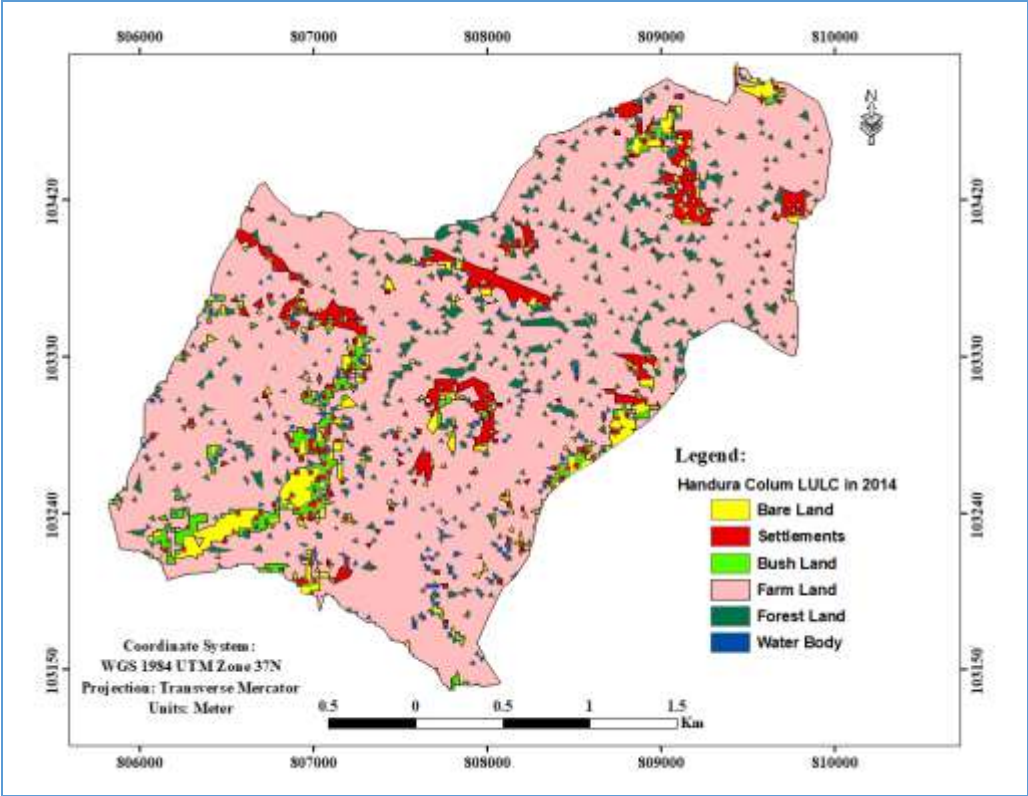 806000 807000 808000 809000 810000
N
103420 103420
103330 103330
103240 103240
103150 103150
Legend:
Handura Colum LULC in 2014
Bare Land
Settlements
Bush Land
Farm Land
Forest Land
Water Body
Coordinate System:
WGS 1984 UTM Zone 37N
Projection: Transverse Mercator
Units: Meter
0.5 0 0.5 1 1.5
Km
806000 807000 808000 809000 810000